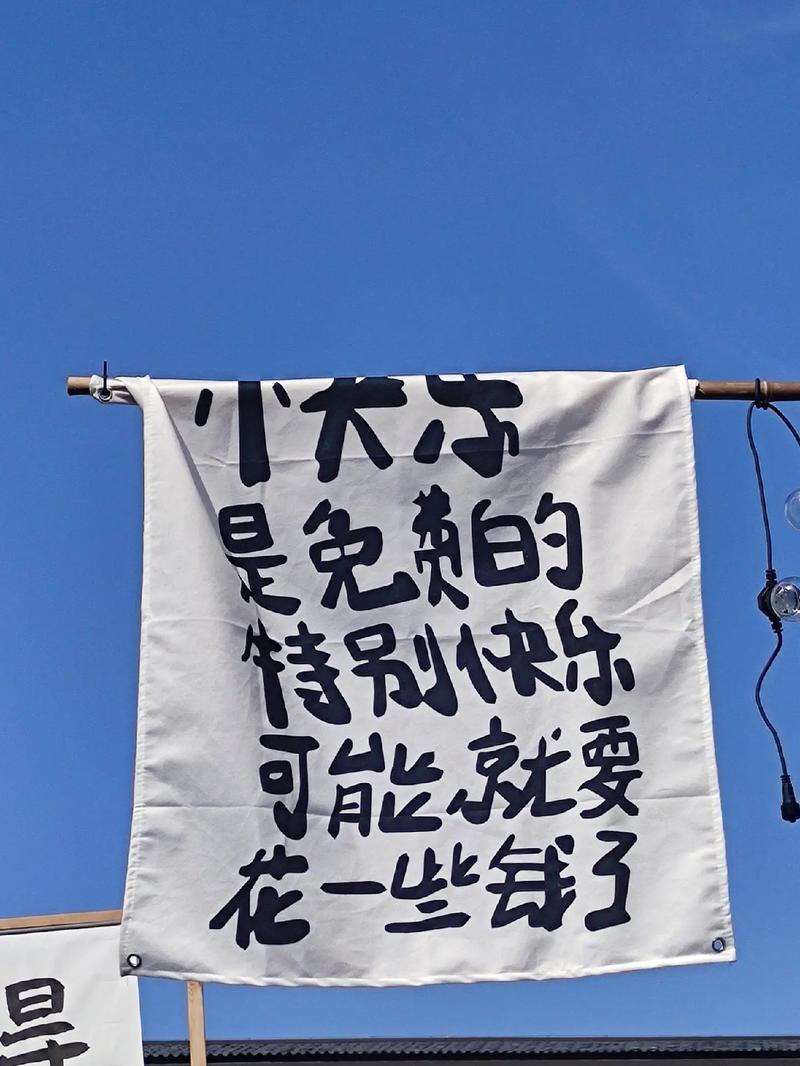 小快乐
是免费的
特别快乐
可能就要
花一些钱了
是